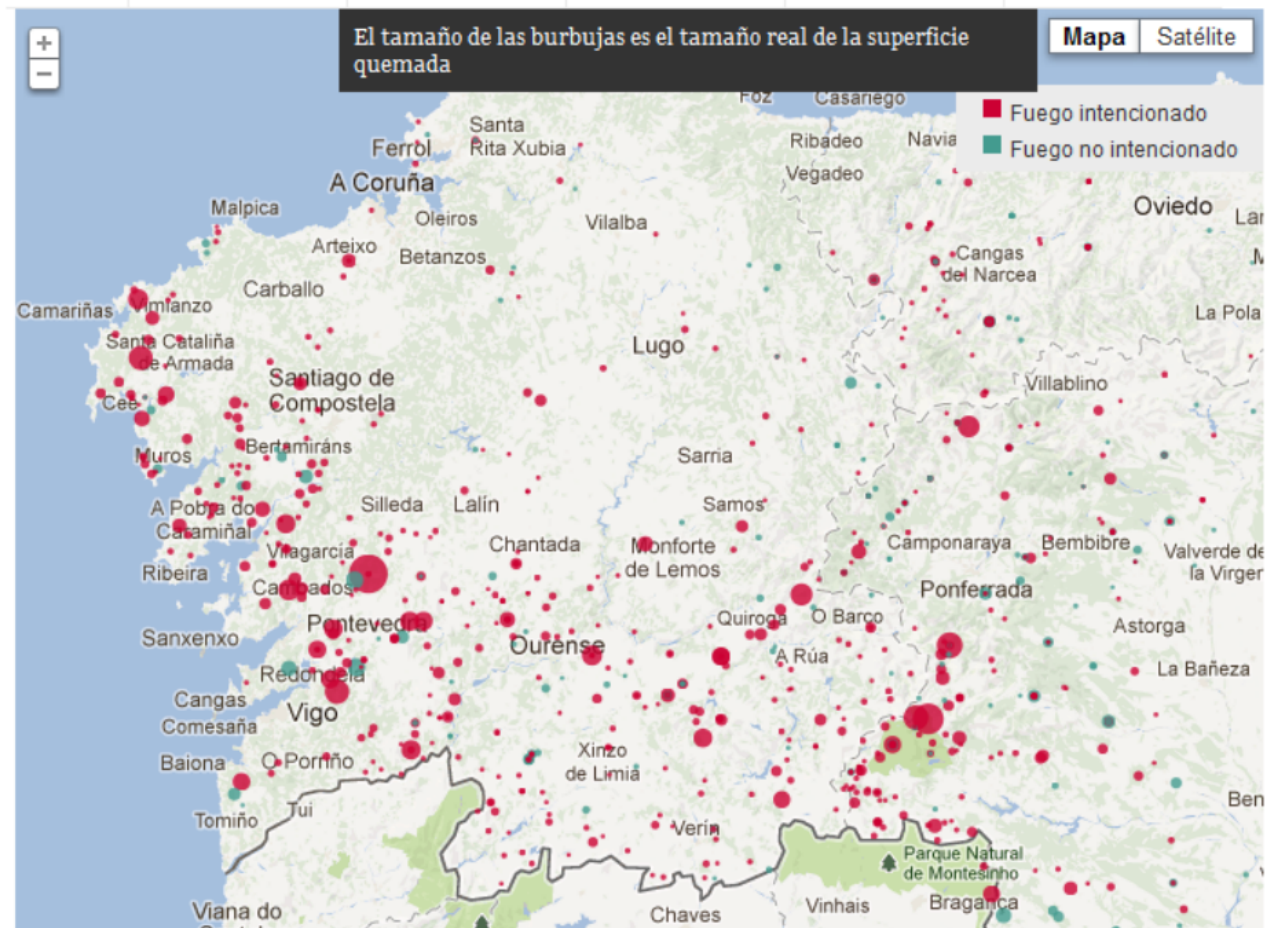 +
−
El tamaño de las burbujas es el tamaño real de la superficie
quemada
Mapa
Satélite
Fuego intencionado
Fuego no intencionado
Foz
Casariego
Santa
Rita Xubia
Ferrol
Ribadeo
Navia
Vegadeo
A Coruña
Malpica
Oleiros
Vilalba
Oviedo
Lar
Arteixo
Betanzos
Cangas
del Narcea
Carballo
Camariñas
Vimianzo
La Pola
Santa Cataliña
de Armada
Lugo
Santiago de
Compostela
Villablino
Cee
Bertamiráns
Muros
Sarria
A Pobra do
Caramiñal
Silleda
Lalín
Samos
Vilagarcía
Chantada
Monforte
de Lemos
Camponaraya
Bembibre
Valverde de
la Virgen
Ribeira
Cambados
Ponferrada
Pontevedra
Quiroga
O Barco
Astorga
Sanxenxo
Ourense
A Rúa
La Bañeza
Redondela
Cangas
Vigo
Comesaña
Baiona
O Porriño
Xinzo
de Limia
Ben
Tomiño
Tui
Verín
Parque Natural
de Montesinho
Viana do
Chaves
Vinhais
Bragança